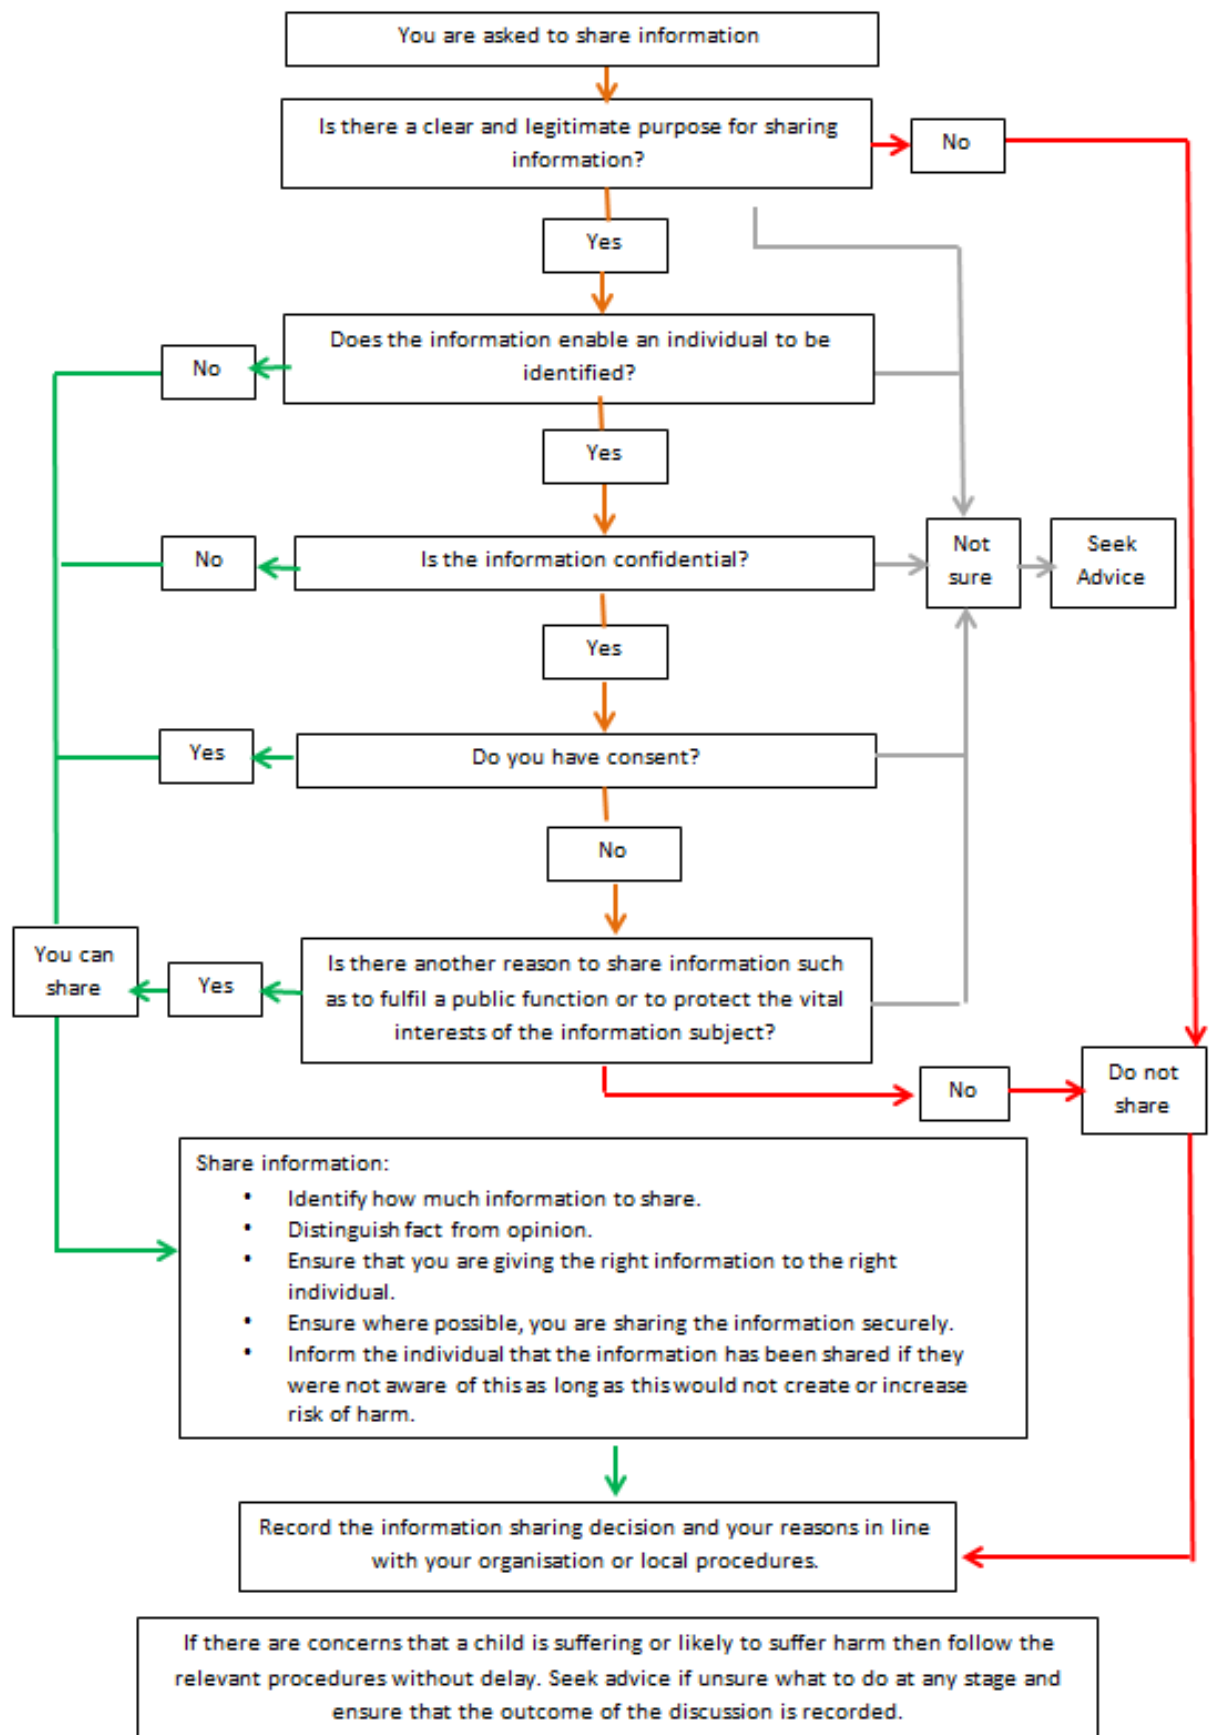 You are asked to share information
Is there a clear and legitimate purpose for sharing
information?
No
Yes
Does the information enable an individual to be
identified?
No
Yes
Is the information confidential?
No
Not
sure
Seek
Advice
Yes
Do you have consent?
Yes
No
Is there another reason to share information such
as to fulfil a public function or to protect the vital
interests of the information subject?
Yes
You can
share
No
Do not
share
Share information:
• Identify how much information to share.
• Distinguish fact from opinion.
• Ensure that you are giving the right information to the right
individual.
• Ensure where possible, you are sharing the information securely.
• Inform the individual that the information has been shared if they
were not aware of this as long as this would not create or increase
risk of harm.
Record the information sharing decision and your reasons in line
with your organisation or local procedures.
If there are concerns that a child is suffering or likely to suffer harm then follow the
relevant procedures without delay. Seek advice if unsure what to do at any stage and
ensure that the outcome of the discussion is recorded.